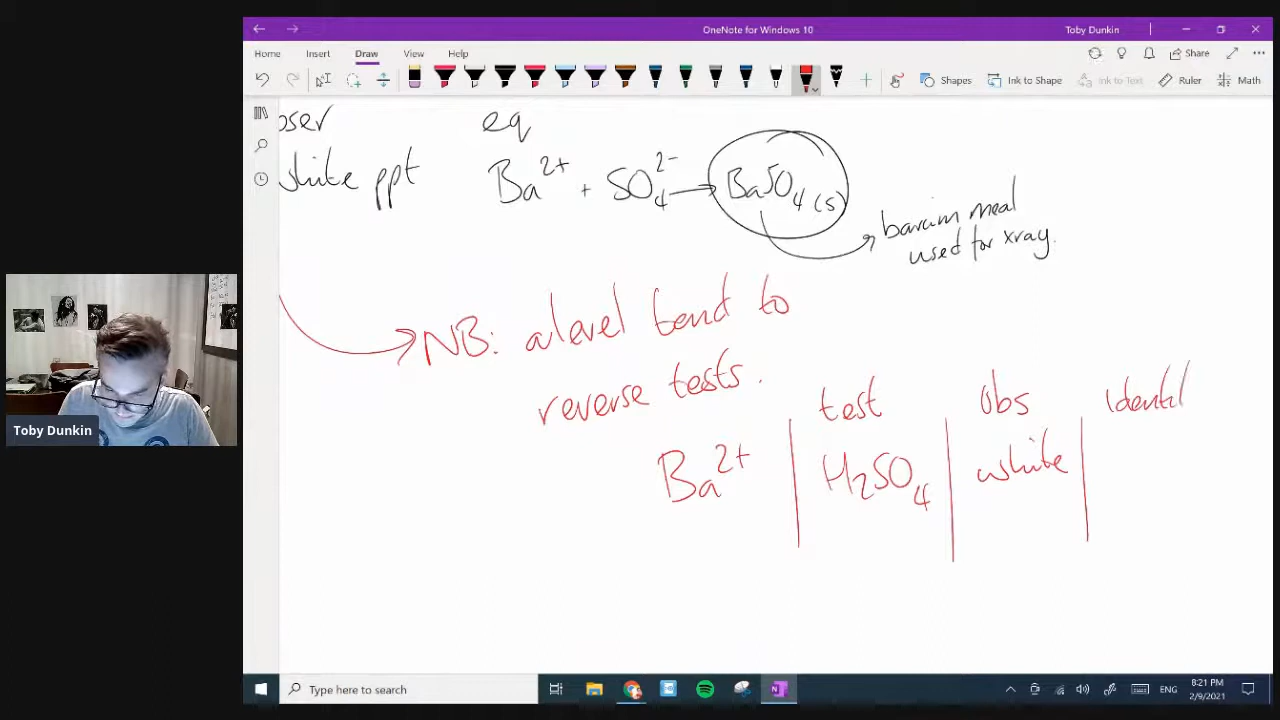 OneNote for Windows 10
Toby Dunkin
Home Insert Draw View Help
Share
Shapes Ink to Shape Ink to Text Ruler Math
oser eq
white ppt Ba2+ + SO4 2- → BaSO4 (s)
barium meal
used for xray.
NB: alevel tend to
reverse tests.
test obs identi
Ba2+ H2SO4 white
Toby Dunkin
Type here to search
ENG
8:21 PM
2/9/2021